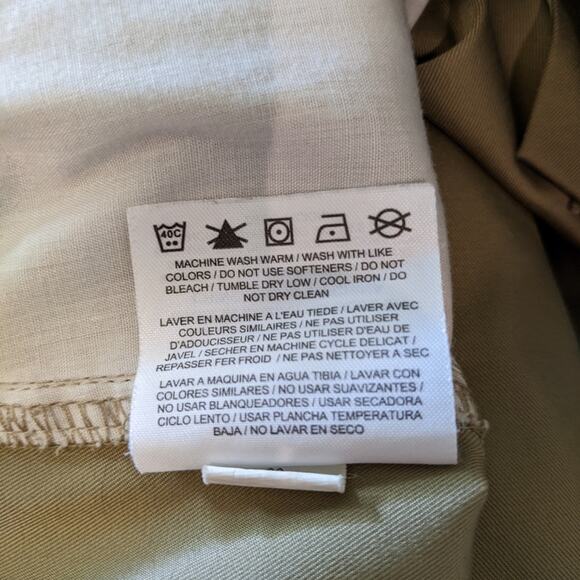 40C
MACHINE WASH WARM / WASH WITH LIKE
COLORS / DO NOT USE SOFTENERS / DO NOT
BLEACH / TUMBLE DRY LOW / COOL IRON / DO
NOT DRY CLEAN
LAVER EN MACHINE A L'EAU TIEDE / LAVER AVEC
COULEURS SIMILAIRES / NE PAS UTILISER
D'ADOUCISSEUR / NE PAS UTILISER D'EAU DE
JAVEL / SECHER EN MACHINE CYCLE DELICAT /
REPASSER FER FROID / NE PAS NETTOYER A SEC
LAVAR A MAQUINA EN AGUA TIBIA / LAVAR CON
COLORES SIMILARES / NO USAR SUAVIZANTES /
NO USAR BLANQUEADORES / USAR SECADORA
CICLO LENTO / USAR PLANCHA TEMPERATURA
BAJA / NO LAVAR EN SECO